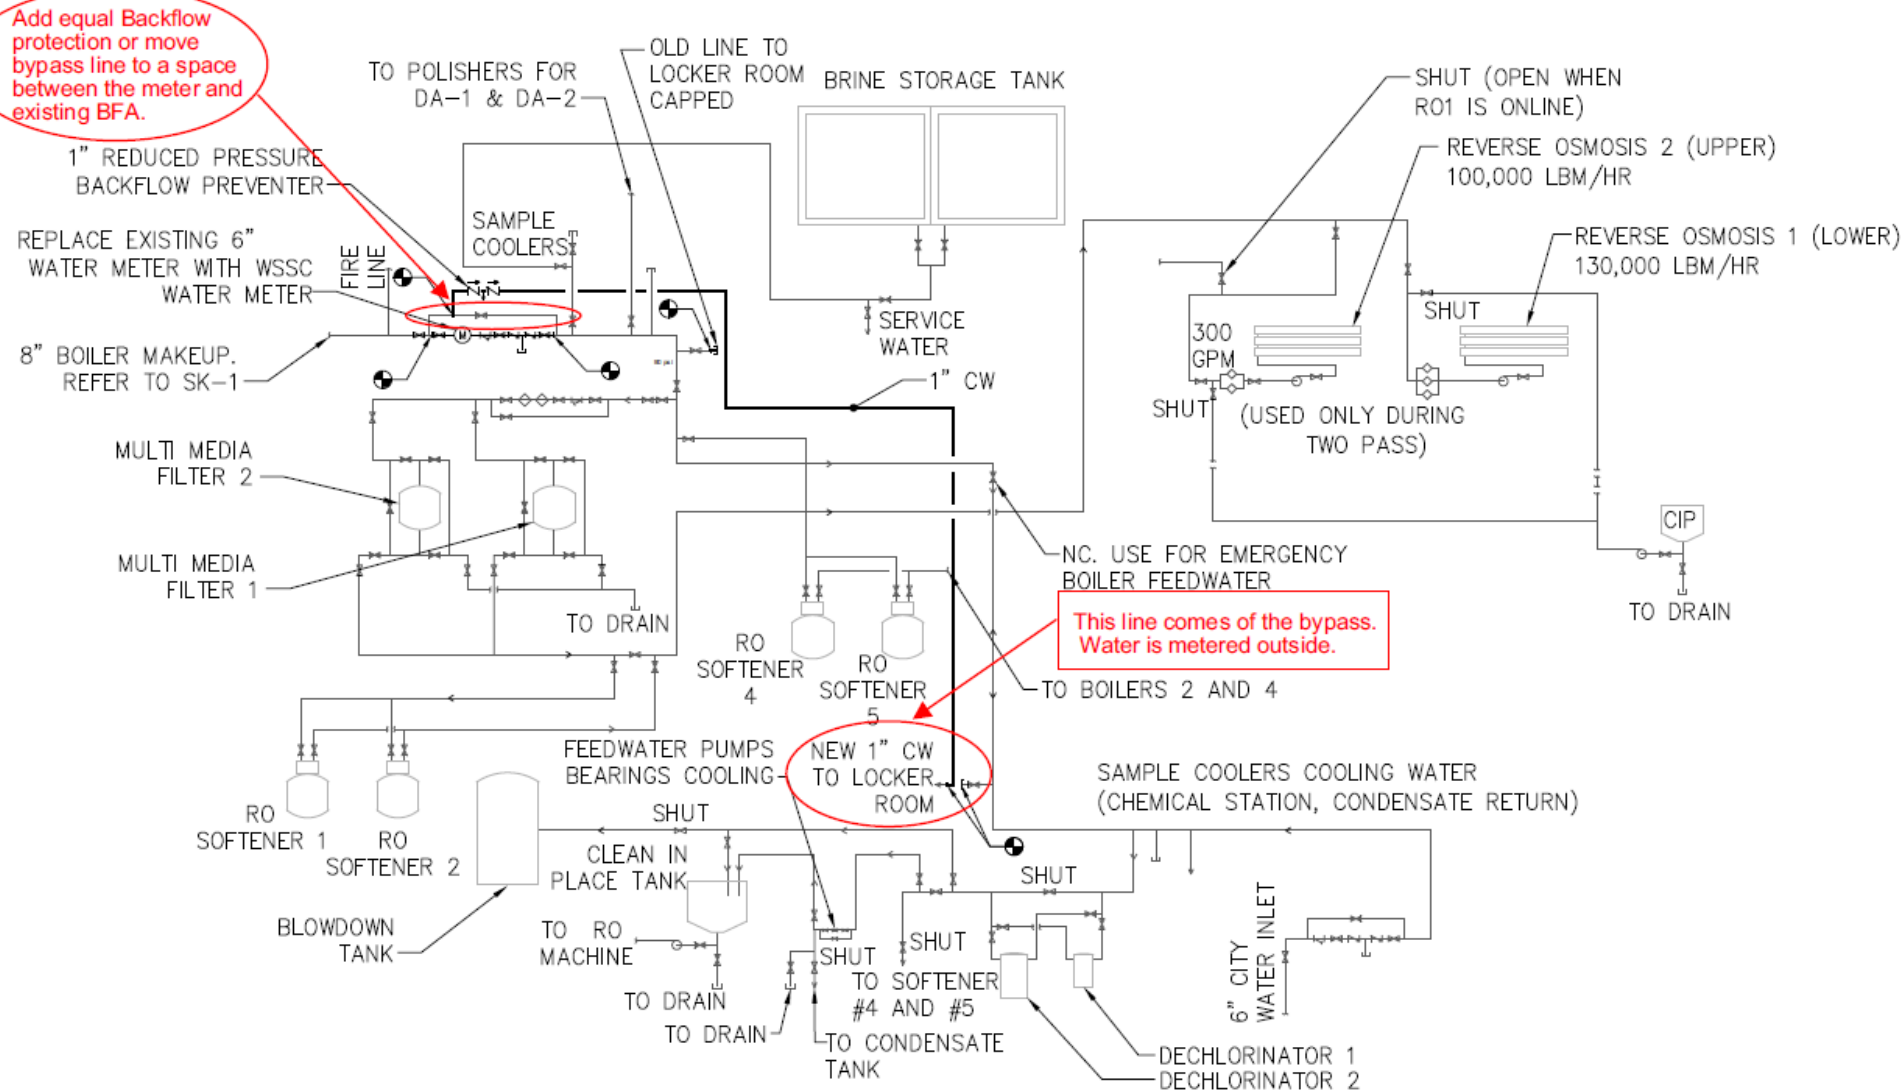 Add equal Backflow
protection or move
bypass line to a space
between the meter and
existing BFA.
1" REDUCED PRESSURE
BACKFLOW PREVENTER
REPLACE EXISTING 6"
WATER METER WITH WSSC
WATER METER
FIRE
LINE
8" BOILER MAKEUP.
REFER TO SK-1
TO POLISHERS FOR
DA-1 & DA-2
OLD LINE TO
LOCKER ROOM
CAPPED
SAMPLE
COOLERS
M
BRINE STORAGE TANK
SERVICE
WATER
1" CW
SHUT (OPEN WHEN
RO1 IS ONLINE)
REVERSE OSMOSIS 2 (UPPER)
100,000 LBM/HR
REVERSE OSMOSIS 1 (LOWER)
130,000 LBM/HR
SHUT
300
GPM
SHUT
(USED ONLY DURING
TWO PASS)
CIP
TO DRAIN
MULTI MEDIA
FILTER 2
MULTI MEDIA
FILTER 1
TO DRAIN
NC. USE FOR EMERGENCY
BOILER FEEDWATER
This line comes of the bypass.
Water is metered outside.
TO BOILERS 2 AND 4
RO
SOFTENER
4
RO
SOFTENER
5
RO
SOFTENER 1
RO
SOFTENER 2
FEEDWATER PUMPS
BEARINGS COOLING
NEW 1" CW
TO LOCKER
ROOM
SAMPLE COOLERS COOLING WATER
(CHEMICAL STATION, CONDENSATE RETURN)
SHUT
CLEAN IN
PLACE TANK
BLOWDOWN
TANK
TO RO
MACHINE
TO DRAIN
TO DRAIN
SHUT
SHUT
SHUT
TO SOFTENER
#4 AND #5
TO CONDENSATE
TANK
DECHLORINATOR 1
DECHLORINATOR 2
6" CITY
WATER INLET